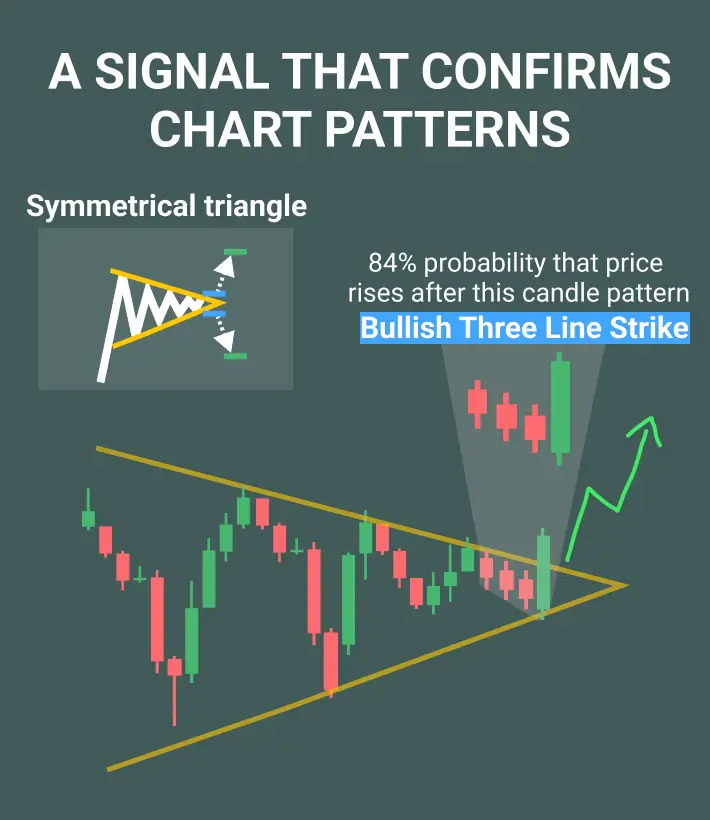 A SIGNAL THAT CONFIRMS
CHART PATTERNS
Symmetrical triangle
84% probability that price
rises after this candle pattern
Bullish Three Line Strike